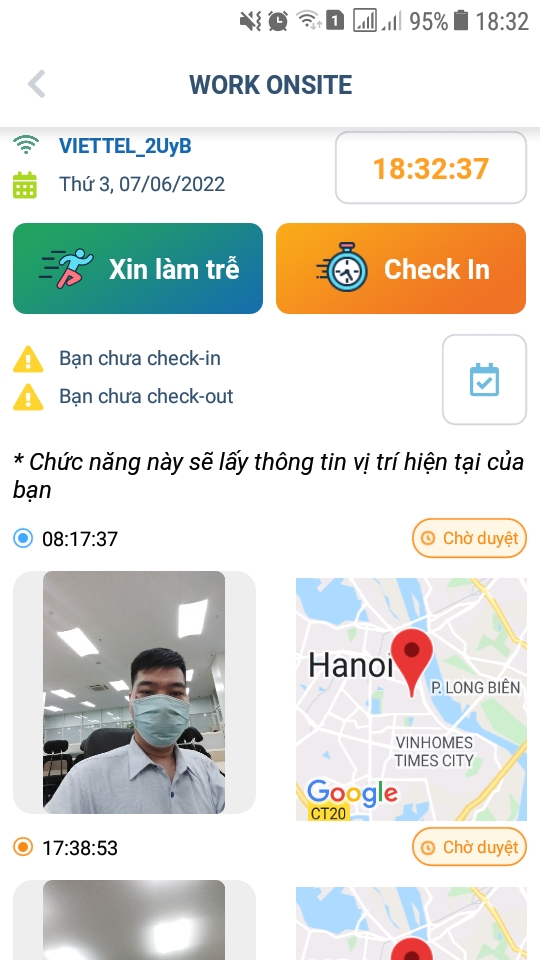 1 95% 18:32
WORK ONSITE
VIETTEL_2UyB
Thứ 3, 07/06/2022
18:32:37
Xin làm trễ
Check In
Bạn chưa check-in
Bạn chưa check-out
* Chức năng này sẽ lấy thông tin vị trí hiện tại của
bạn
08:17:37
Chờ duyệt
Hanoi
P. LONG BIÊN
VINHOMES
TIMES CITY
Google
CT20
17:38:53
Chờ duyệt